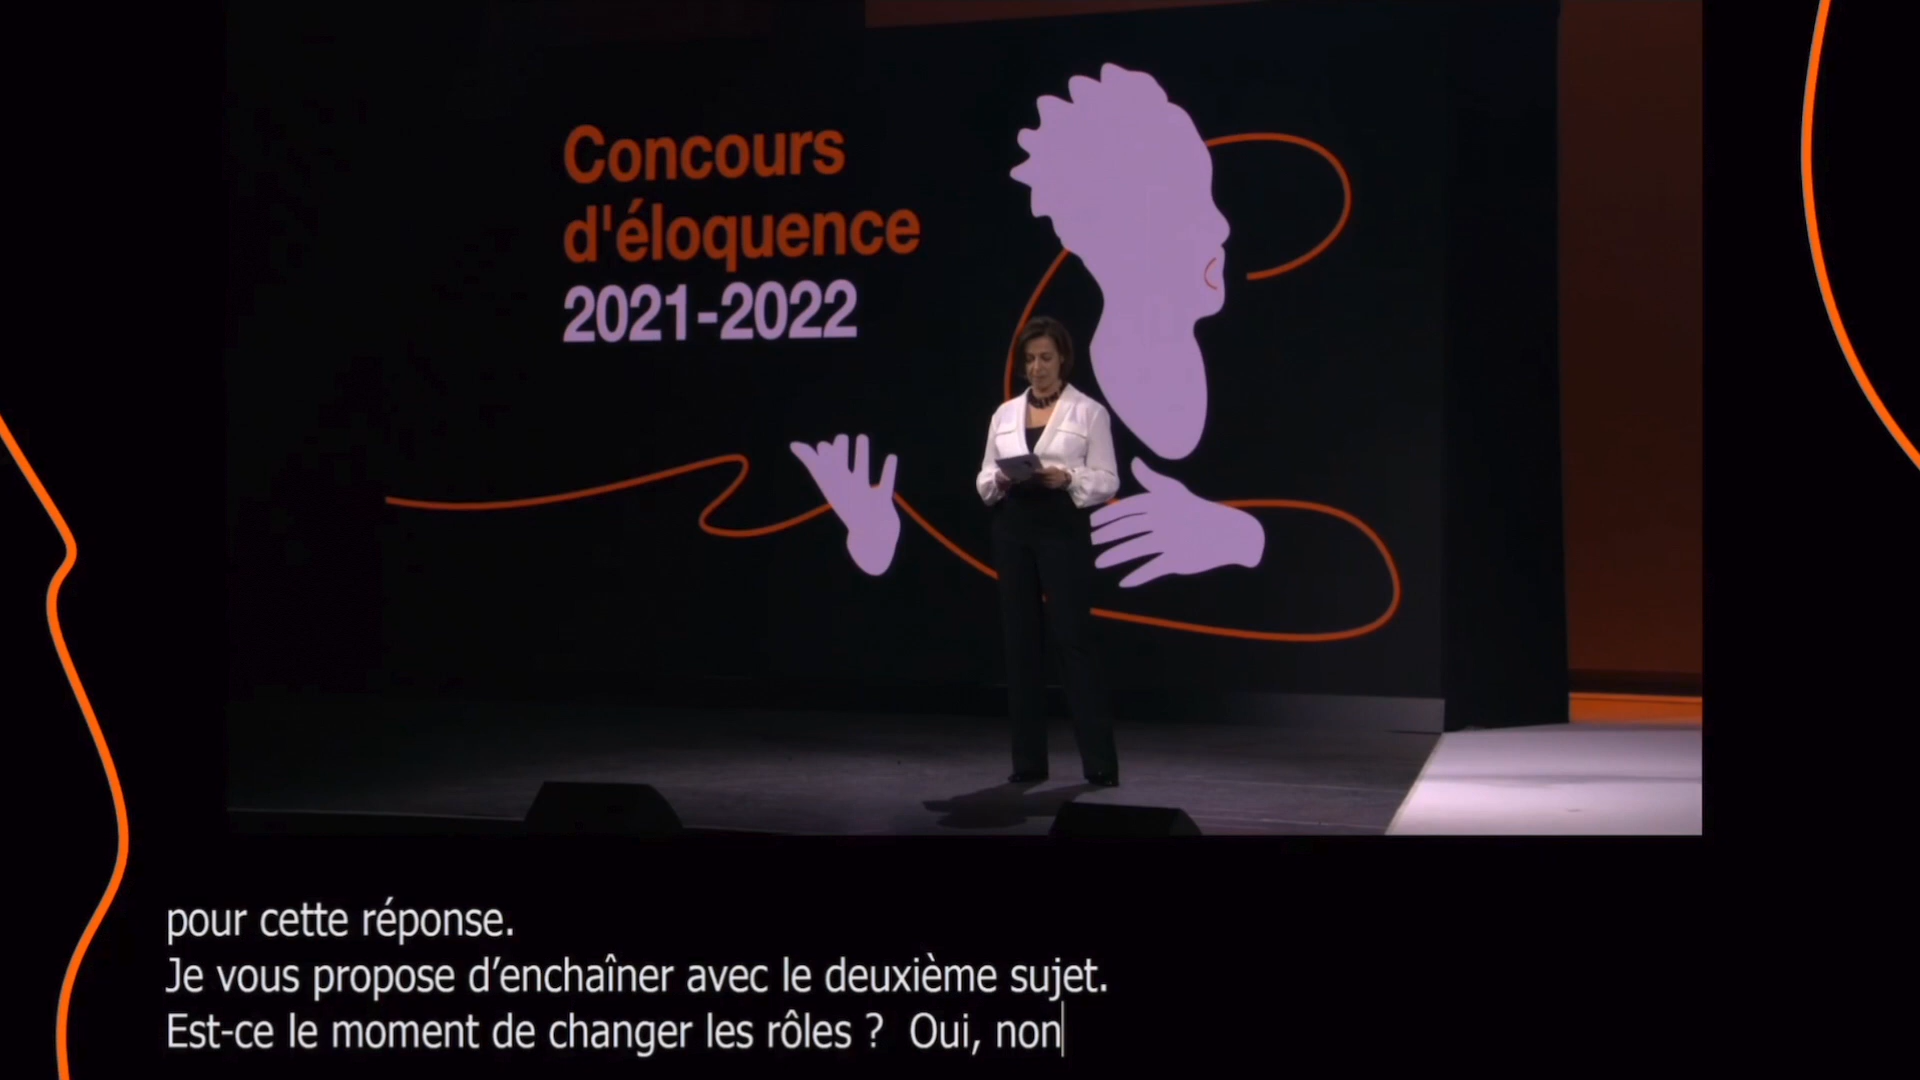 Concours
d'éloquence
2021-2022
pour cette réponse.
Je vous propose d’enchaîner avec le deuxième sujet.
Est-ce le moment de changer les rôles ?  Oui, non